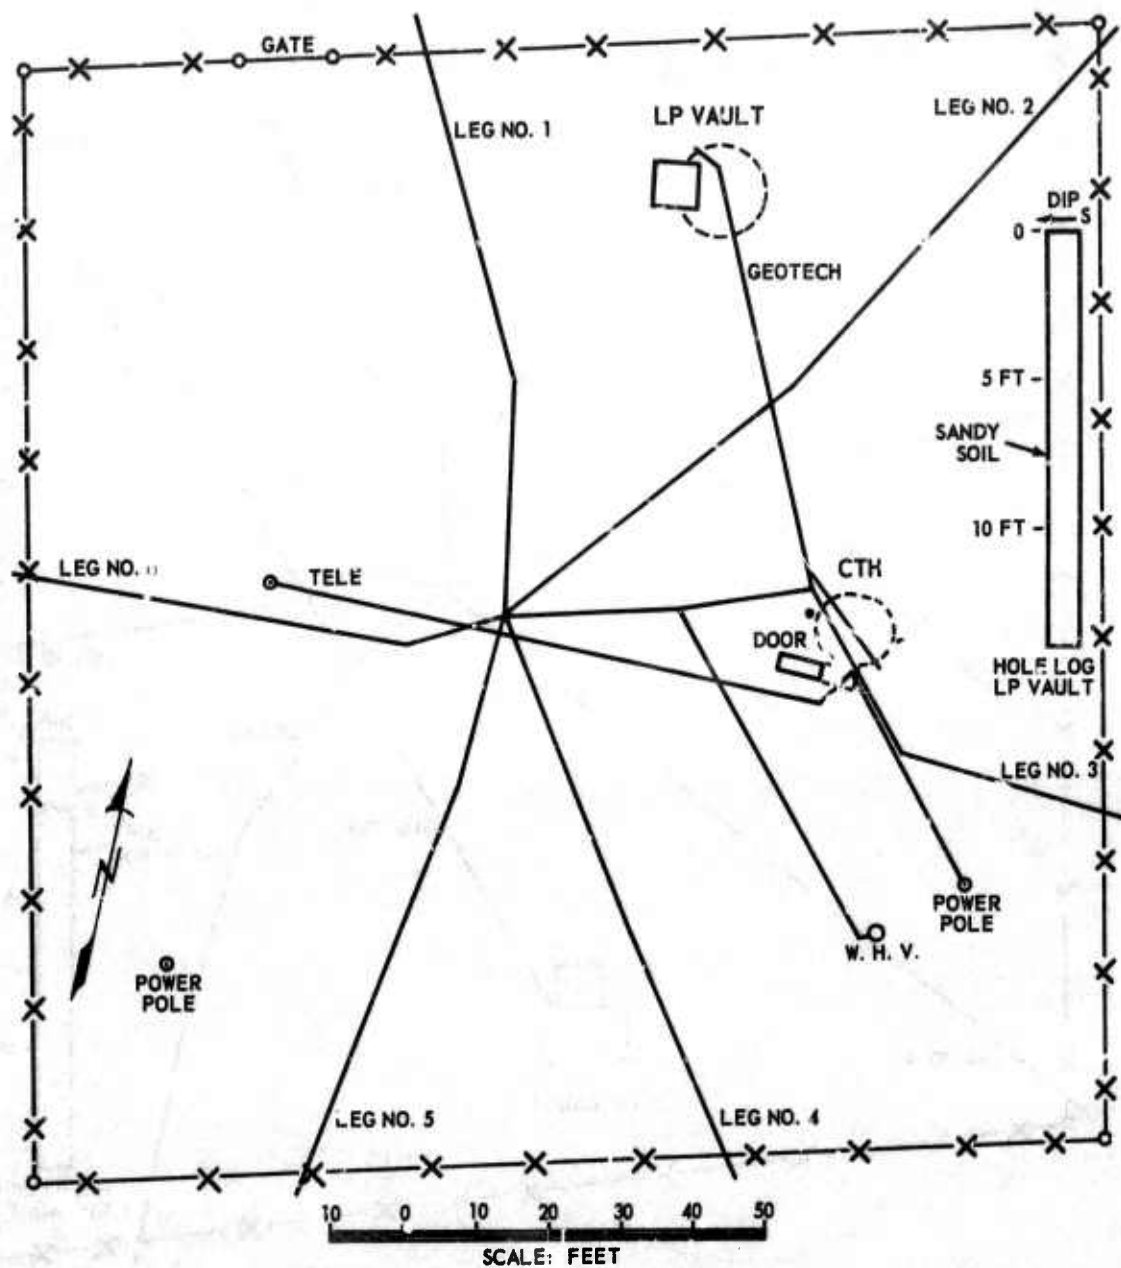 GATE
LEG NO. 1
LP VAULT
LEG NO. 2
DIP
S
0
GEOTECH
5 FT
SANDY
SOIL
10 FT
LEG NO.
TELE
CTH
DOOR
HOLE LOG
LP VAULT
LEG NO. 3
N
POWER
POLE
W. H. V.
POWER
POLE
LEG NO. 5
LEG NO. 4
10 0 10 20 30 40 50
SCALE: FEET